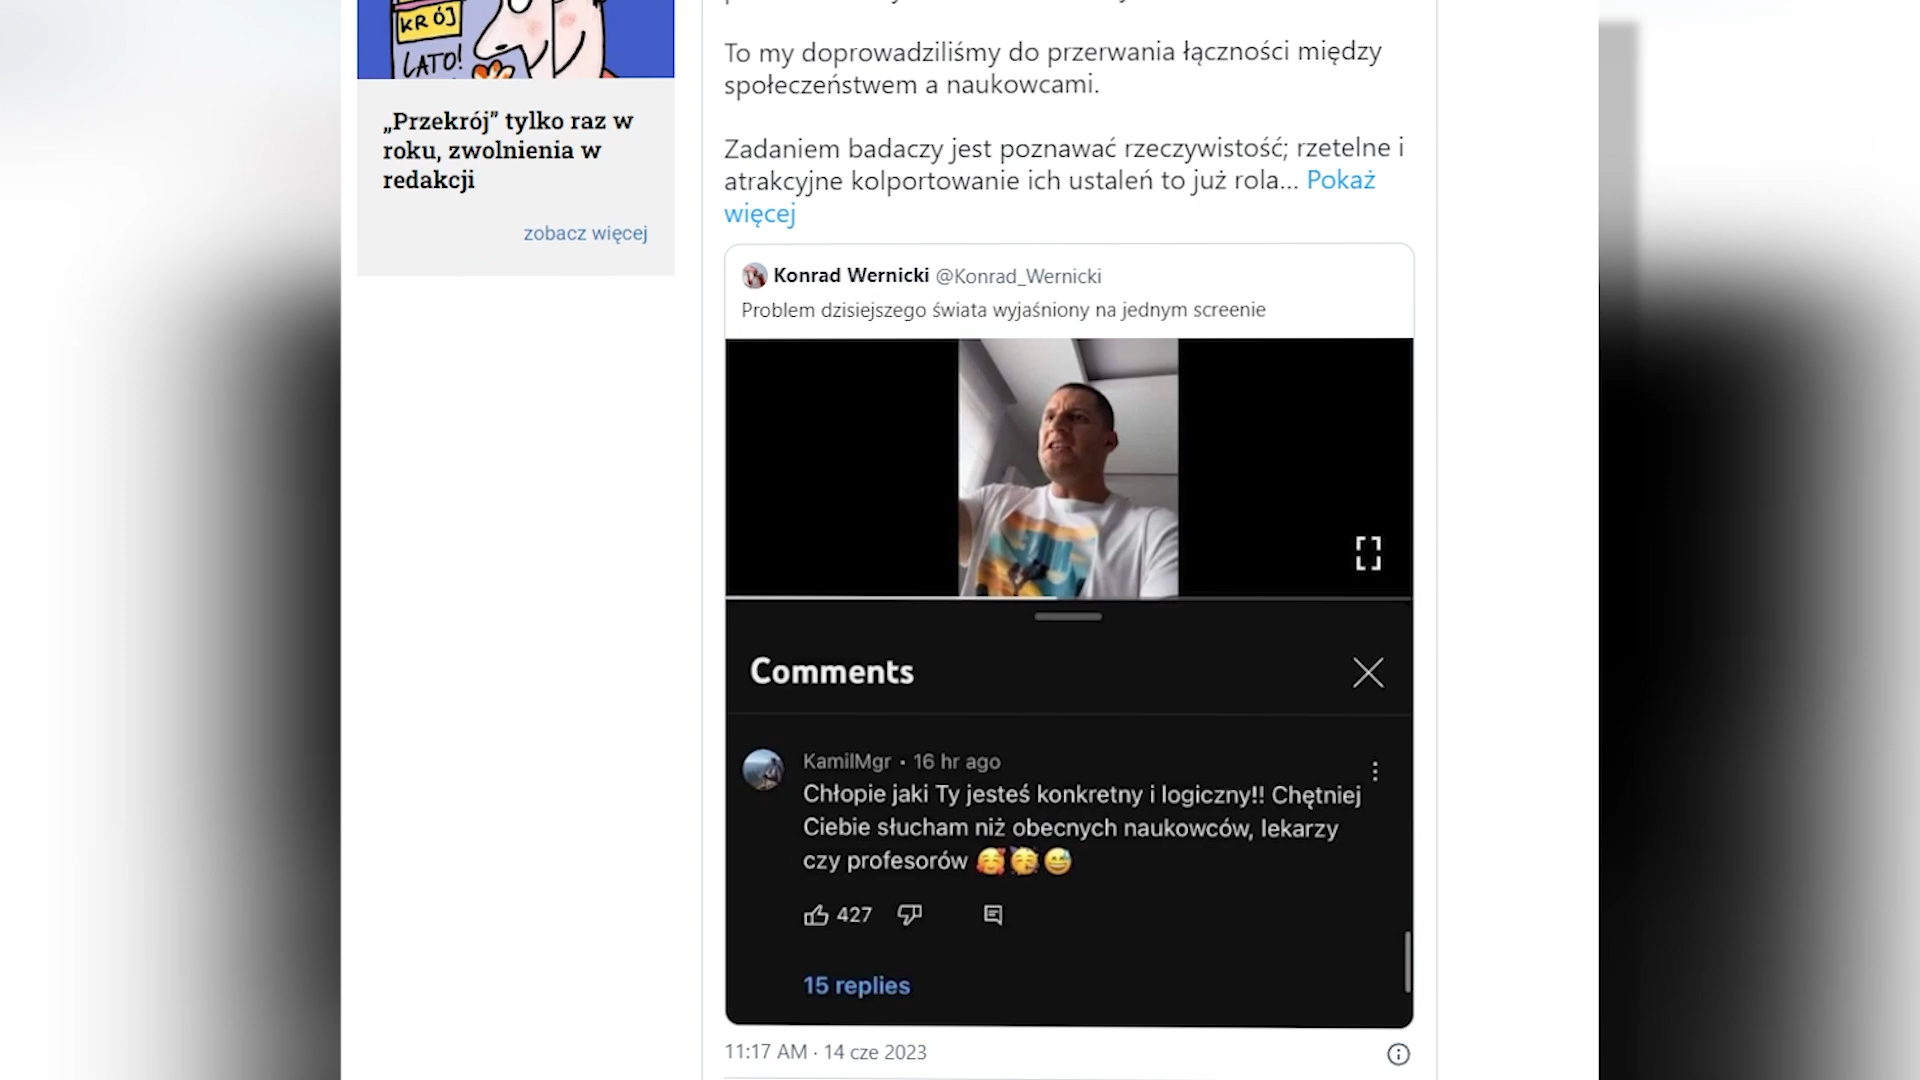 KRÓJ
LATO!
„Przekrój” tylko raz w
roku, zwolnienia w
redakcji
zobacz więcej
To my doprowadziliśmy do przerwania łączności między
społeczeństwem a naukowcami.
Zadaniem badaczy jest poznawać rzeczywistość; rzetelne i
atrakcyjne kolportowanie ich ustaleń to już rola... Pokaż
więcej
Konrad Wernicki @Konrad_Wernicki
Problem dzisiejszego świata wyjaśniony na jednym screenie
Comments
KamilMgr • 16 hr ago
Chłopie jaki Ty jesteś konkretny i logiczny!! Chętniej
Ciebie słucham niż obecnych naukowców, lekarzy
czy profesorów 🥰🥳😅
427
15 replies
11:17 AM · 14 cze 2023